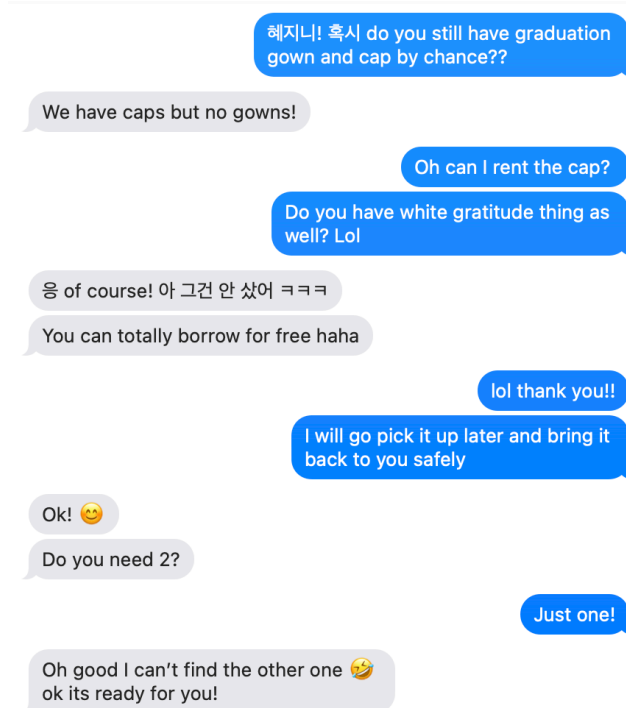 혜지니! 혹시 do you still have graduation
gown and cap by chance??
We have caps but no gowns!
Oh can I rent the cap?
Do you have white gratitude thing as
well? Lol
응 of course! 아 그건 안 샀어 ㅋㅋㅋ
You can totally borrow for free haha
lol thank you!!
I will go pick it up later and bring it
back to you safely
Ok! 😊
Do you need 2?
Just one!
Oh good I can’t find the other one 🤣
ok its ready for you!